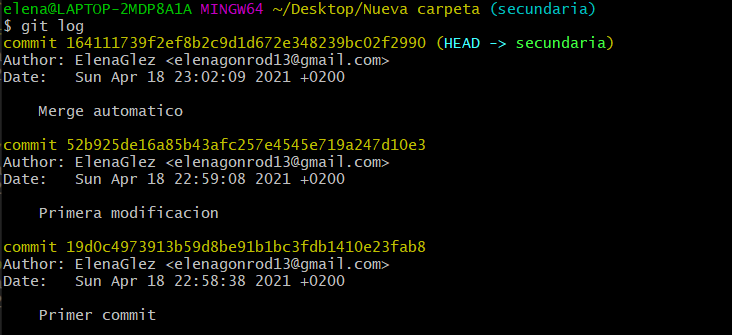 elena@LAPTOP-2MDP8A1A MINGW64 ~/Desktop/Nueva carpeta (secundaria)
$ git log
commit 164111739f2ef8b2c9d1d672e348239bc02f2990 (HEAD -> secundaria)
Author: ElenaGlez <elenagonrod13@gmail.com>
Date:   Sun Apr 18 23:02:09 2021 +0200
    Merge automatico
commit 52b925de16a85b43afc257e4545e719a247d10e3
Author: ElenaGlez <elenagonrod13@gmail.com>
Date:   Sun Apr 18 22:59:08 2021 +0200
    Primera modificacion
commit 19d0c4973913b59d8be91b1bc3fdb1410e23fab8
Author: ElenaGlez <elenagonrod13@gmail.com>
Date:   Sun Apr 18 22:58:38 2021 +0200
    Primer commit